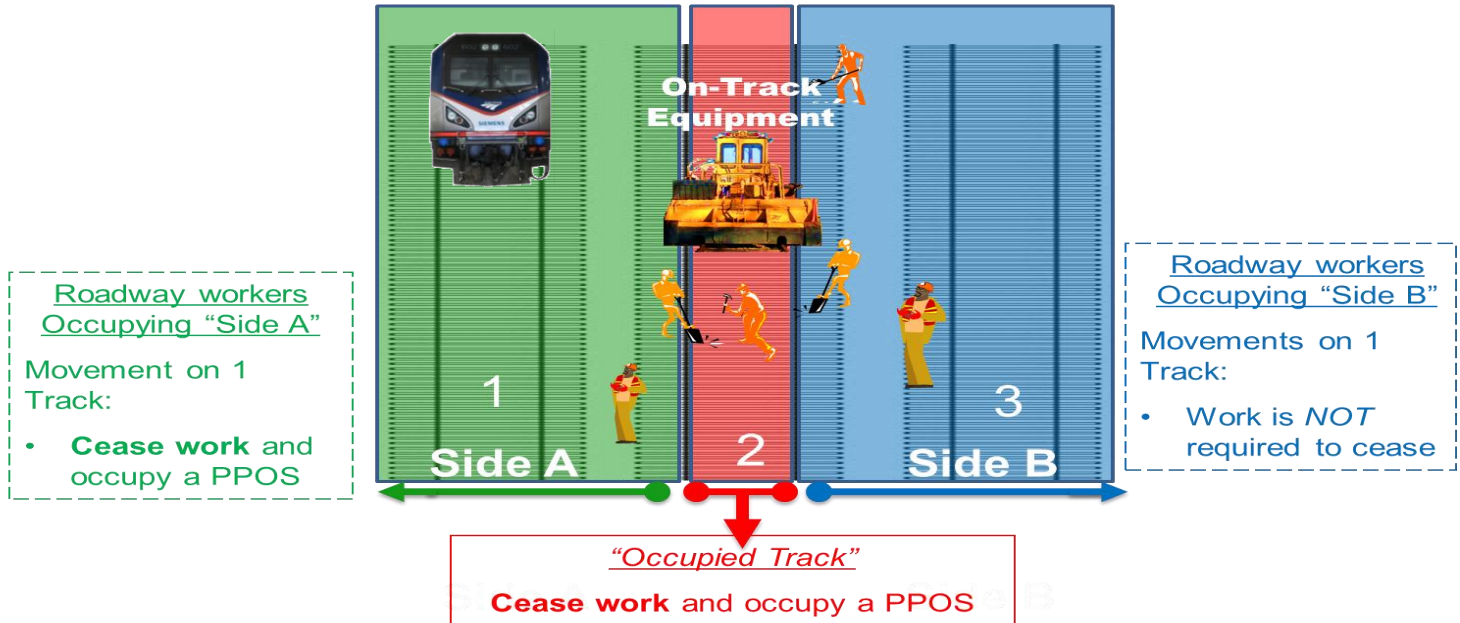 On-Track
Equipment
SIEMENS
Roadway workers
Occupying “Side A”
Movement on 1
Track:
• Cease work and
occupy a PPOS
Roadway workers
Occupying “Side B”
Movements on 1
Track:
• Work is NOT
required to cease
1
2
3
Side A
Side B
“Occupied Track”
Cease work and occupy a PPOS